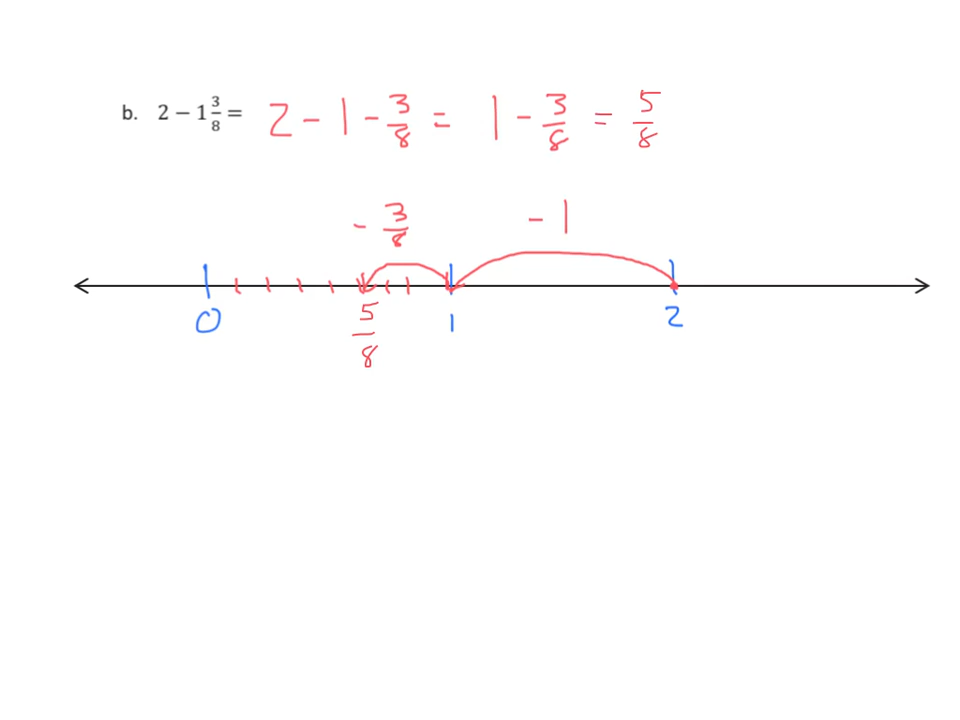 b. 2 − 1 3/8 = 2 - 1 - 3/8 = 1 - 3/8 = 5/8
- 3/8 - 1
0 5/8 1 2